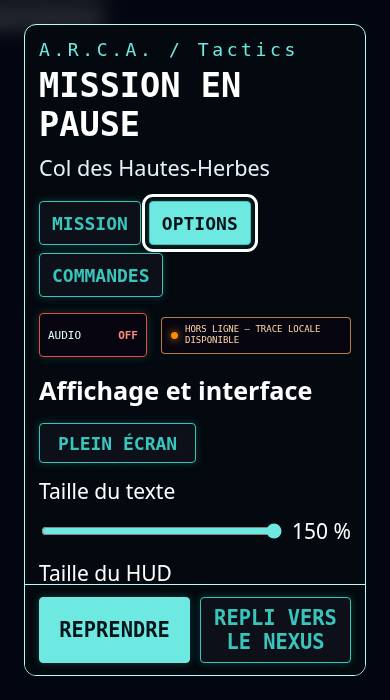 A.R.C.A. / Tactics
MISSION EN
PAUSE
Col des Hautes-Herbes
MISSION
OPTIONS
COMMANDES
AUDIO OFF
HORS LIGNE — TRACE LOCALE
DISPONIBLE
Affichage et interface
PLEIN ÉCRAN
Taille du texte
150 %
Taille du HUD
REPRENDRE
REPLI VERS
LE NEXUS